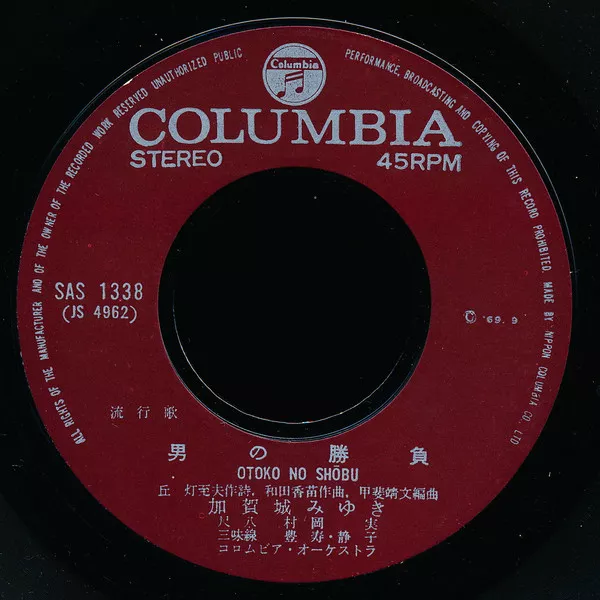 ALL RIGHTS OF THE MANUFACTURER AND OF THE OWNER OF THE RECORDED WORK RESERVED UNAUTHORIZED PUBLIC PERFORMANCE, BROADCASTING AND COPYING OF THIS RECORD PROHIBITED. MADE BY NIPPON COLUMBIA CO., LTD
Columbia
COLUMBIA
STEREO 45RPM
SAS 1338
(JS 4962)
© '69. 9
流行歌
男の勝負
OTOKO NO SHŌBU
丘 灯至夫作詩, 和田香苗作曲, 甲斐靖文編曲
加賀城みゆき
尺八 村岡 実
三味線 豊寿・静子
コロムビア・オーケストラ